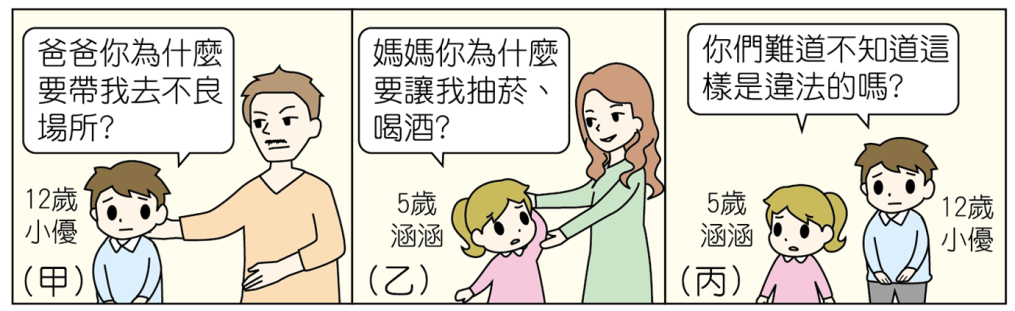 爸爸你為什麼
要帶我去不良
場所?
12歲
小優
(甲)
媽媽你為什麼
要讓我抽菸、
喝酒?
5歲
涵涵
(乙)
你們難道不知道這
樣是違法的嗎?
5歲
涵涵
12歲
小優
(丙)